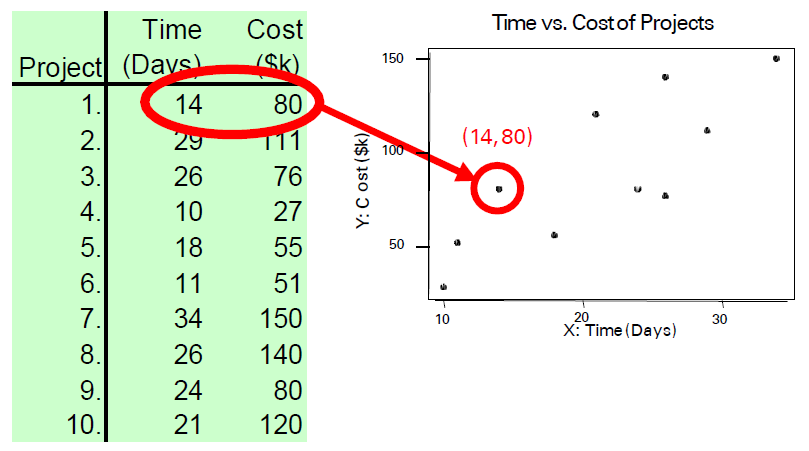 Time Cost
Project (Days) ($k)
1. 14 80
2. 29 111
3. 26 76
4. 10 27
5. 18 55
6. 11 51
7. 34 150
8. 26 140
9. 24 80
10. 21 120
Time vs. Cost of Projects
150
(14,80)
100
Y: Cost ($k)
50
10 20 30
X: Time (Days)